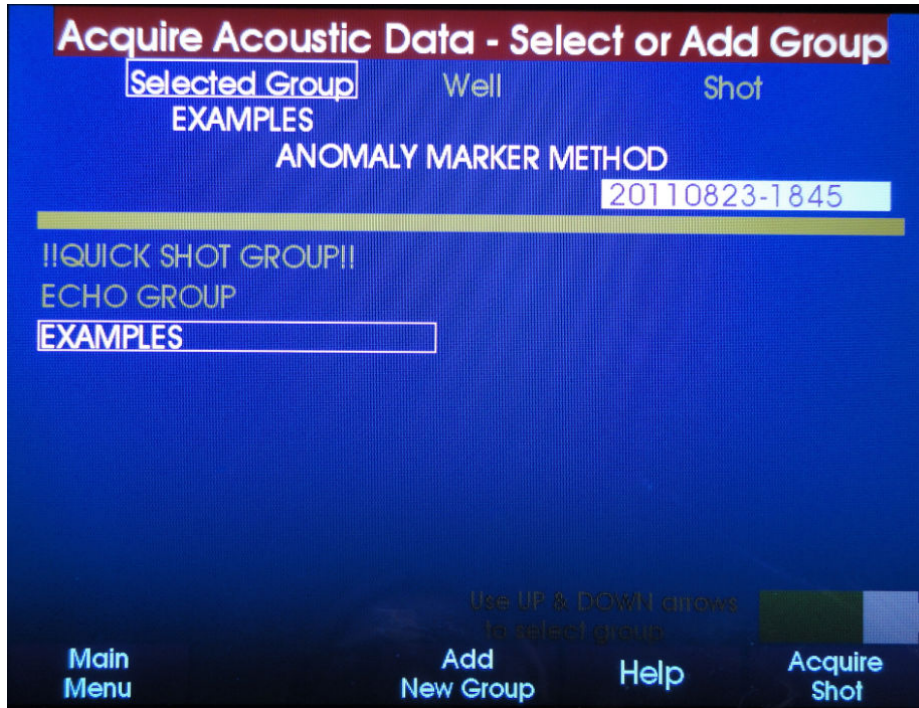 Acquire Acoustic Data - Select or Add Group
Selected Group Well Shot
EXAMPLES
ANOMALY MARKER METHOD
20110823-1845
!!QUICK SHOT GROUP!!
ECHO GROUP
EXAMPLES
Use UP & DOWN arrows
to select group
Main Menu
Add New Group
Help
Acquire Shot